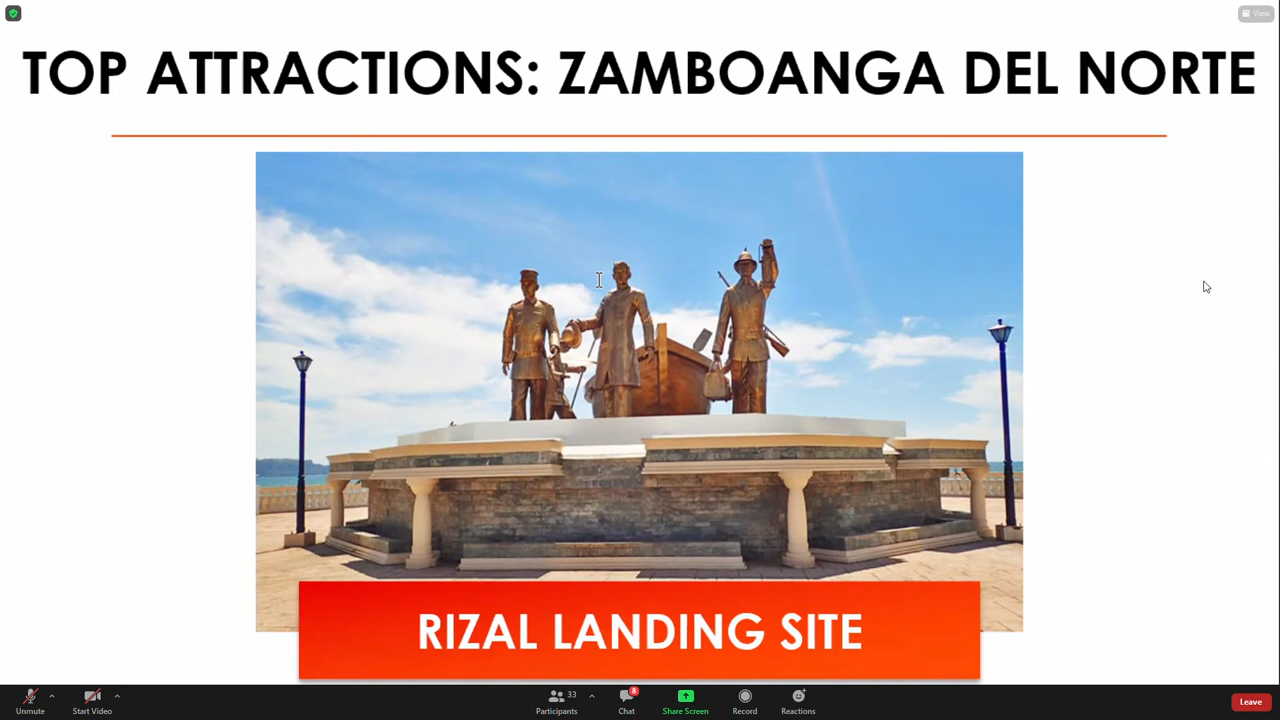 View
TOP ATTRACTIONS: ZAMBOANGA DEL NORTE
RIZAL LANDING SITE
Unmute
Start Video
33
Participants
8
Chat
Share Screen
Record
Reactions
Leave